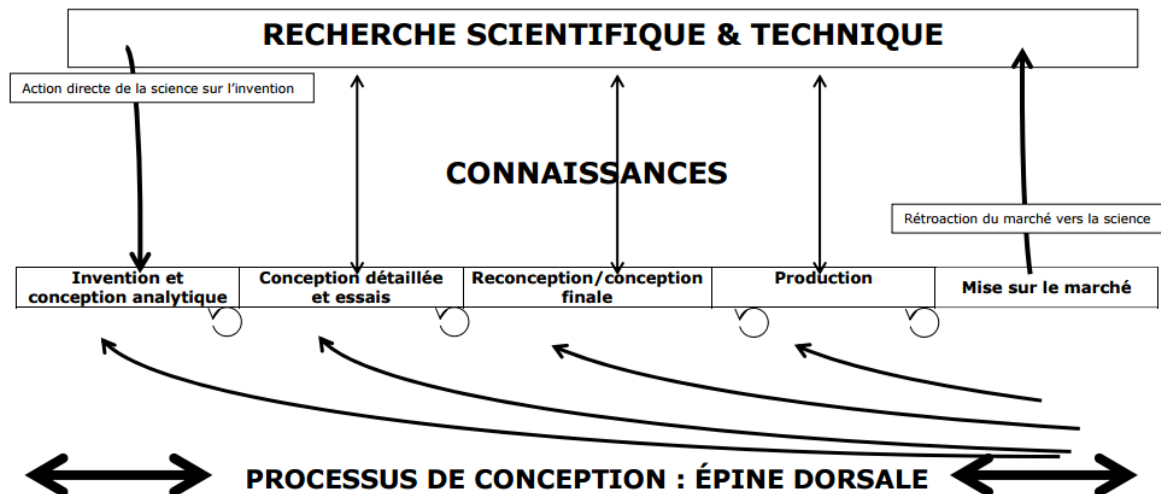 RECHERCHE SCIENTIFIQUE & TECHNIQUE
Action directe de la science sur l’invention
CONNAISSANCES
Rétroaction du marché vers la science
Invention et
conception analytique
Conception détaillée
et essais
Reconception/conception
finale
Production
Mise sur le marché
PROCESSUS DE CONCEPTION : ÉPINE DORSALE